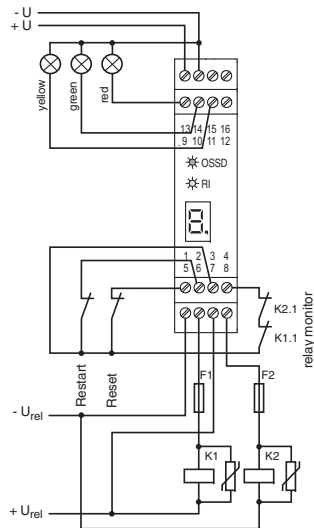 - U
+ U
yellow
green
red
13 14 15 16
.9 10 11 12
OSSD
RI
8.
1 2 3 4
5 6 7 8
K2.1
K1.1
relay monitor
Restart
Reset
F1
F2
- Urel
K1
K2
+ Urel